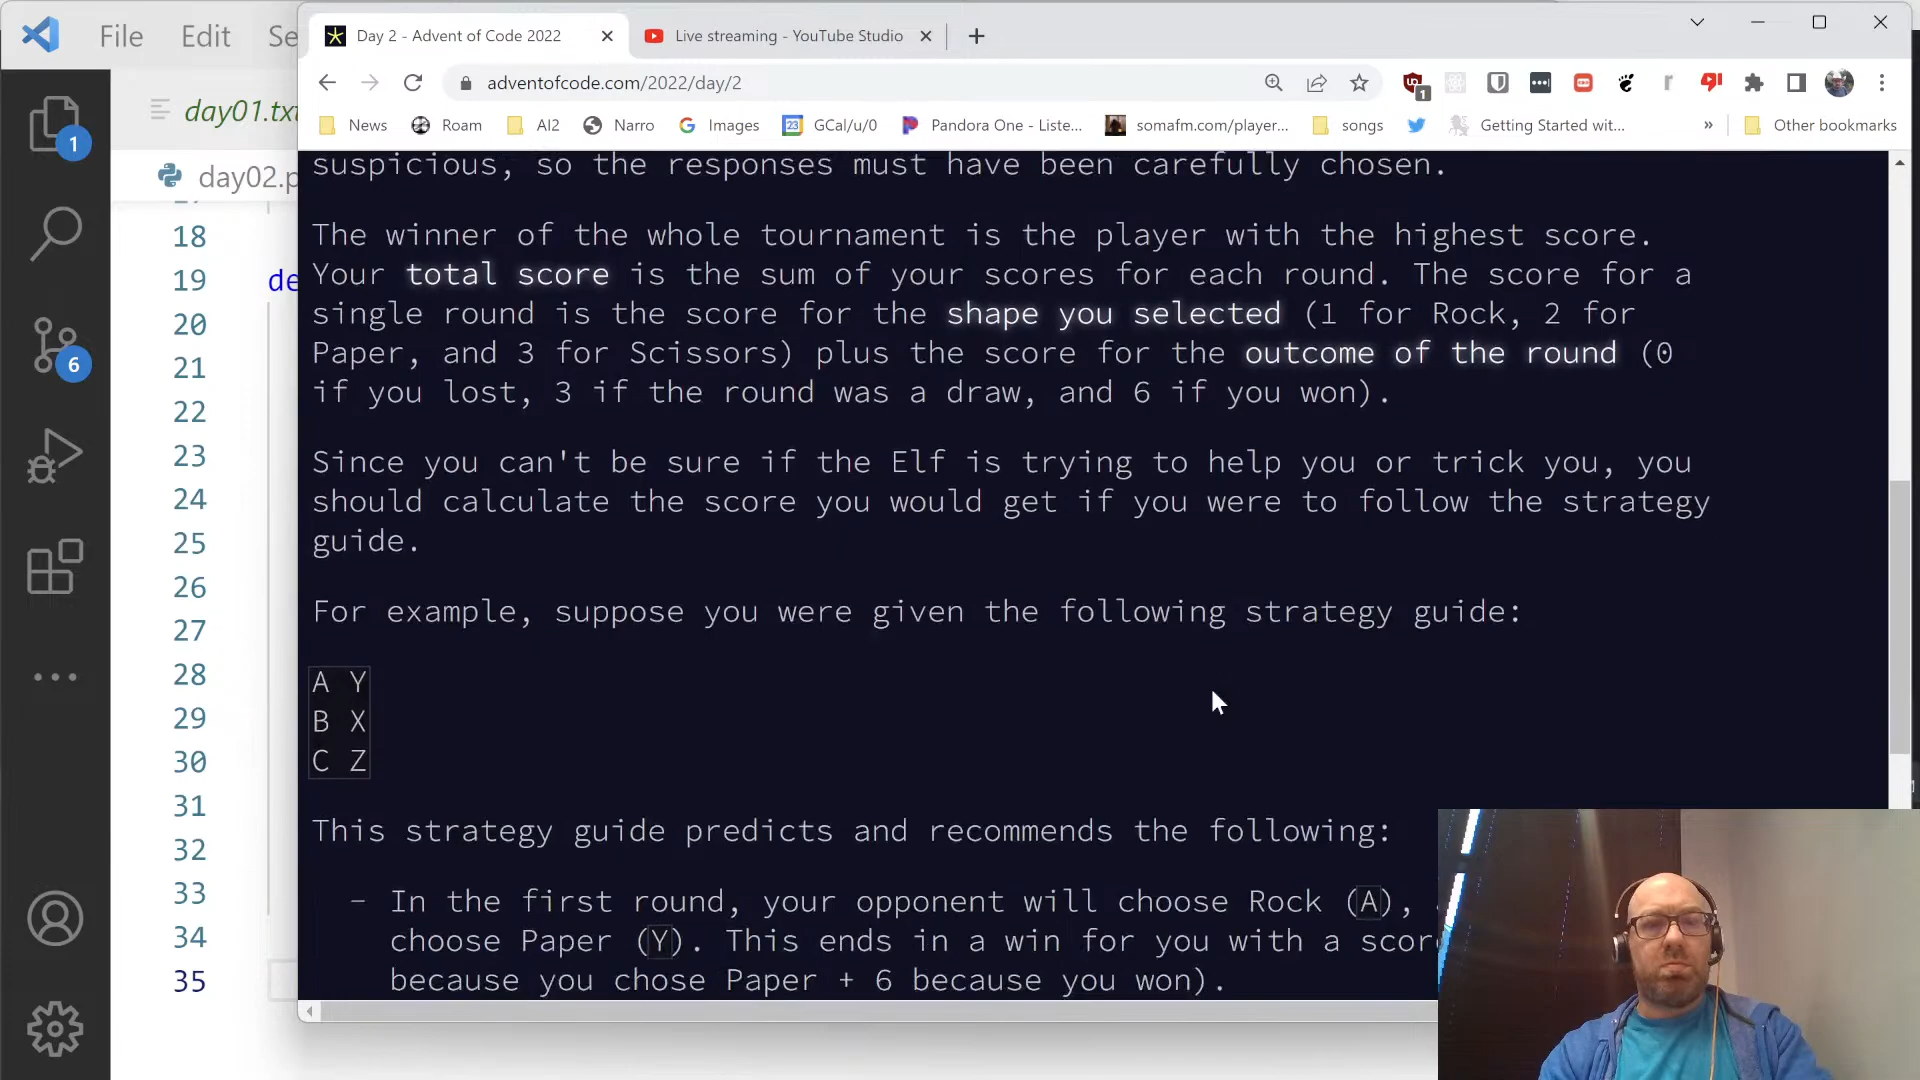 File Edit Se
Day 2 - Advent of Code 2022
Live streaming - YouTube Studio
adventofcode.com/2022/day/2
1
News
Roam
AI2
Narro
Images
23
GCal/u/0
Pandora One - Liste...
somafm.com/player...
songs
Getting Started wit...
»
Other bookmarks
day01.txt
day02.p
1
6
18
19 de
20
21
22
23
24
25
26
27
28
29
30
31
32
33
34
35
suspicious, so the responses must have been carefully chosen.
The winner of the whole tournament is the player with the highest score.
Your total score is the sum of your scores for each round. The score for a
single round is the score for the shape you selected (1 for Rock, 2 for
Paper, and 3 for Scissors) plus the score for the outcome of the round (0
if you lost, 3 if the round was a draw, and 6 if you won).
Since you can't be sure if the Elf is trying to help you or trick you, you
should calculate the score you would get if you were to follow the strategy
guide.
For example, suppose you were given the following strategy guide:
A Y
B X
C Z
This strategy guide predicts and recommends the following:
- In the first round, your opponent will choose Rock (A),
choose Paper (Y). This ends in a win for you with a scor
because you chose Paper + 6 because you won).